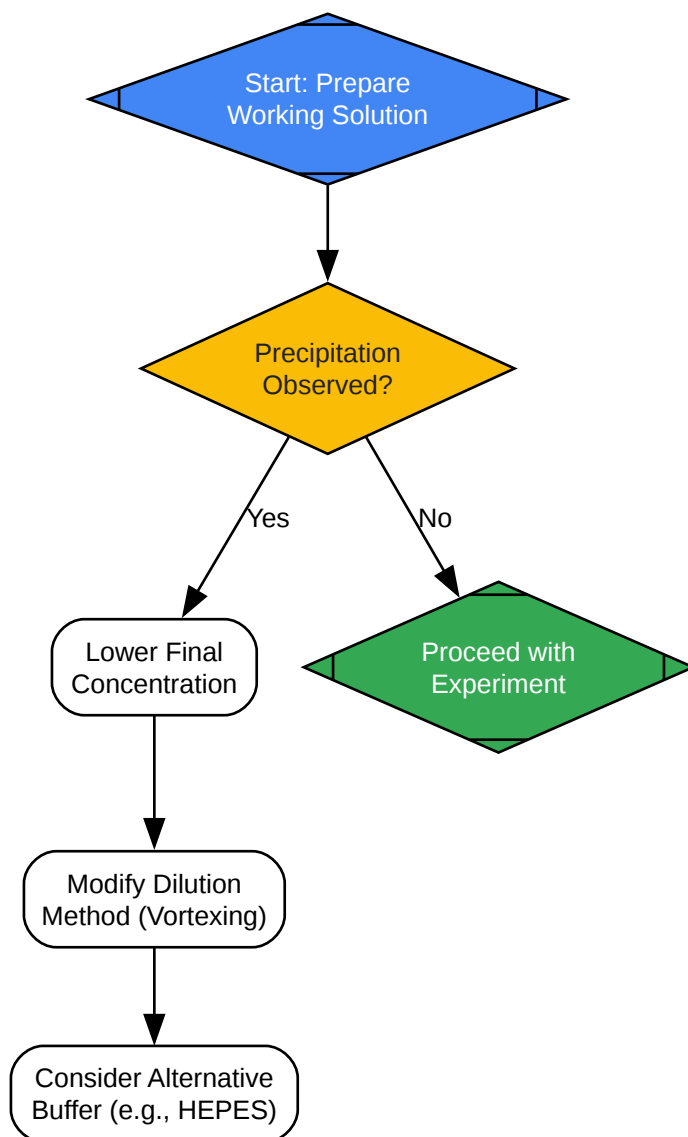 Start: Prepare
Working Solution
Precipitation
Observed?
Yes
No
Lower Final
Concentration
Proceed with
Experiment
Modify Dilution
Method (Vortexing)
Consider Alternative
Buffer (e.g., HEPES)